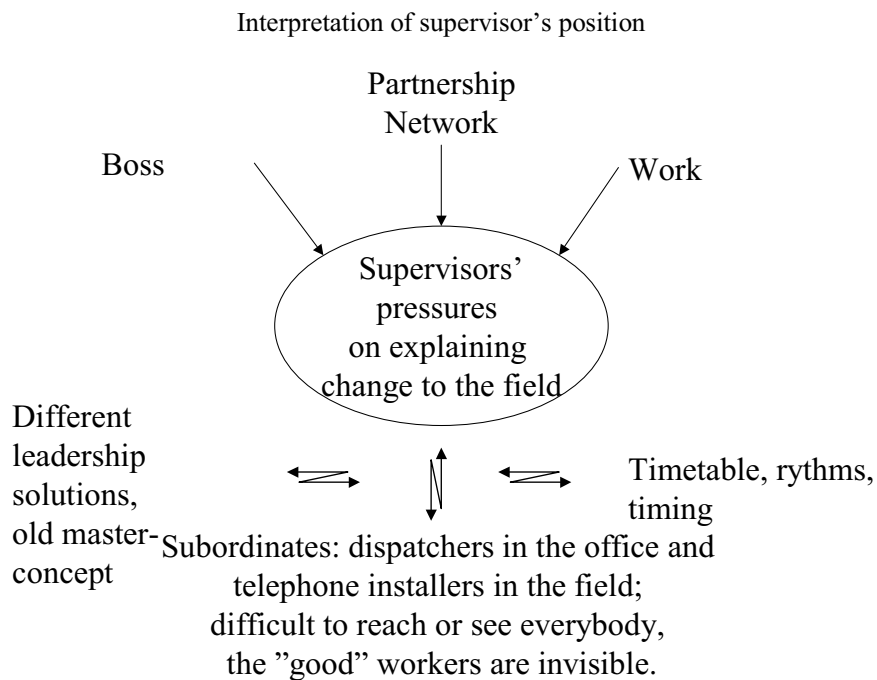 Interpretation of supervisor’s position
Partnership
Network
Boss
Work
Supervisors’
pressures
on explaining
change to the field
Different
leadership
solutions,
old master-
concept
Timetable, rythms,
timing
Subordinates: dispatchers in the office and
telephone installers in the field;
difficult to reach or see everybody,
the ”good” workers are invisible.